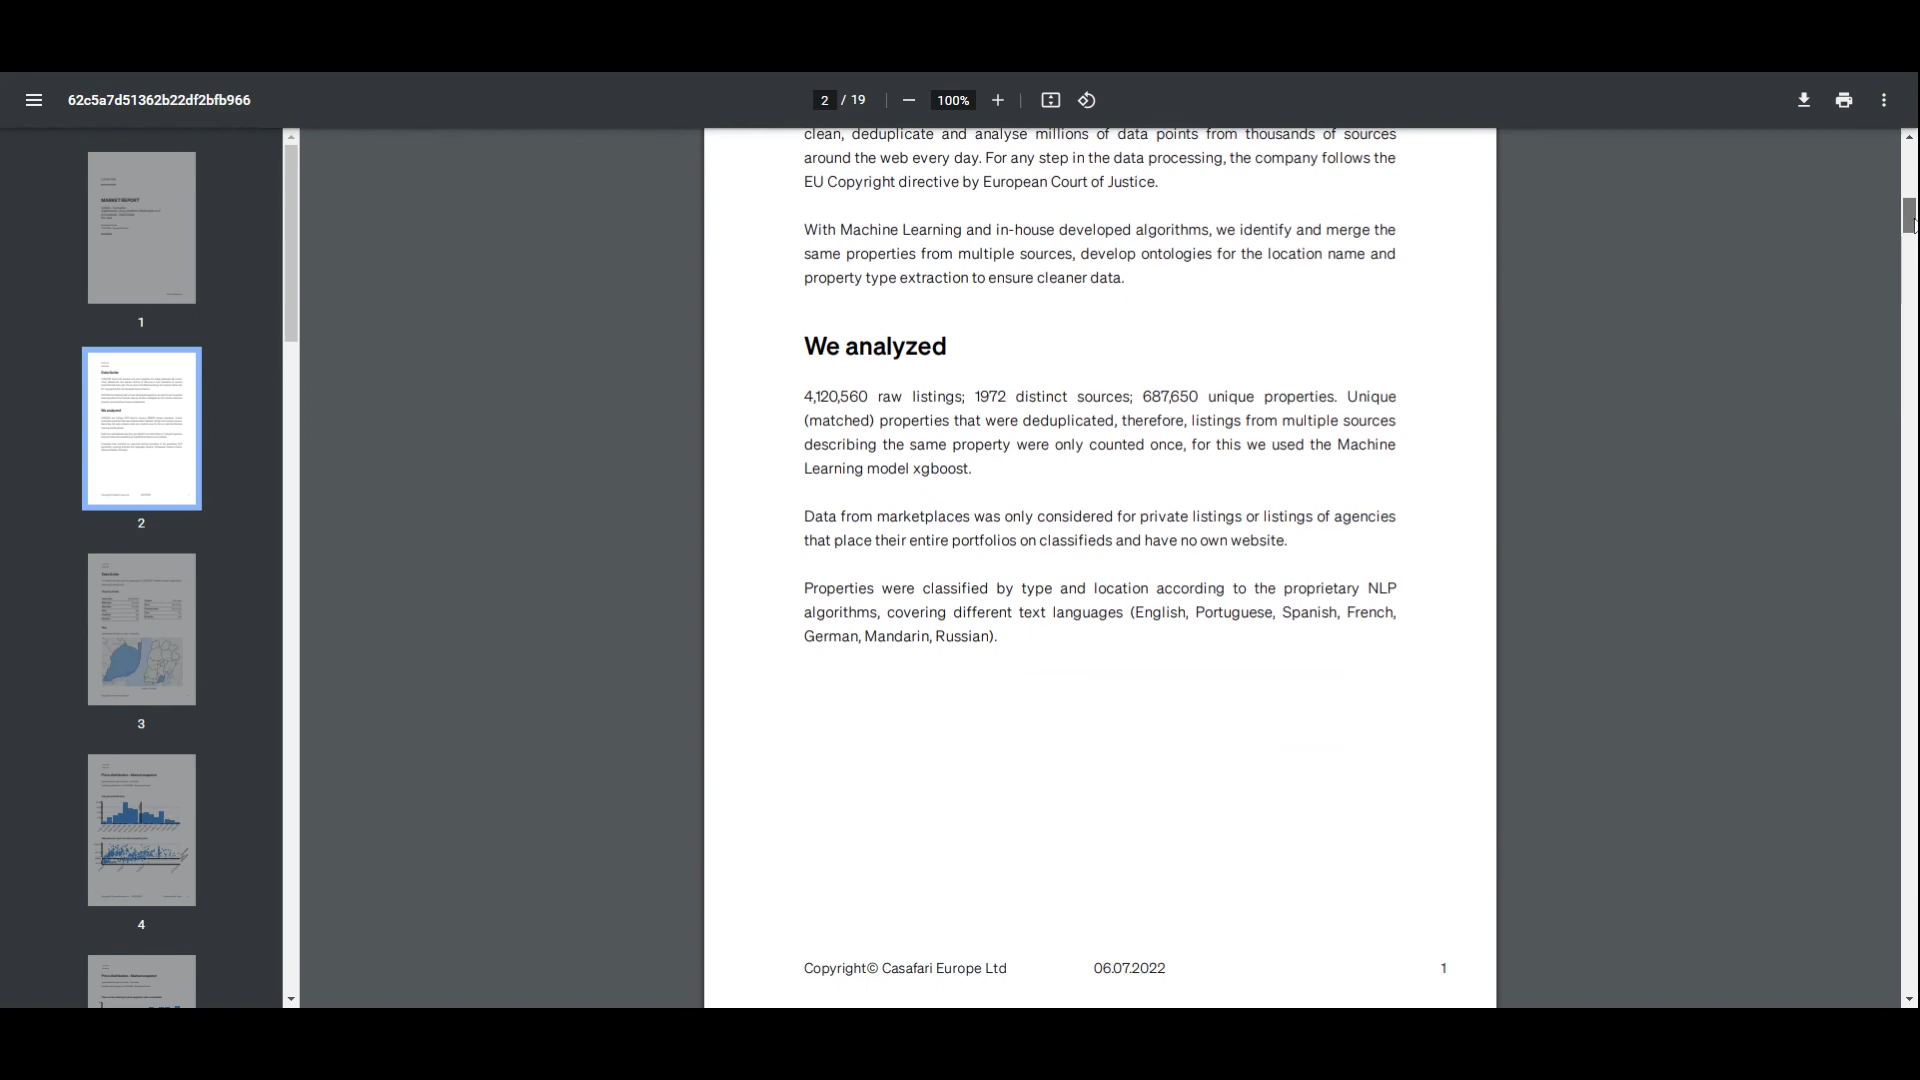 62c5a7d51362b22df2bfb966
2 / 19
100%
MARKET REPORT
1
2
3
4
clean, deduplicate and analyse millions of data points from thousands of sources
around the web every day. For any step in the data processing, the company follows the
EU Copyright directive by European Court of Justice.
With Machine Learning and in-house developed algorithms, we identify and merge the
same properties from multiple sources, develop ontologies for the location name and
property type extraction to ensure cleaner data.
We analyzed
4,120,560 raw listings; 1972 distinct sources; 687,650 unique properties. Unique
(matched) properties that were deduplicated, therefore, listings from multiple sources
describing the same property were only counted once, for this we used the Machine
Learning model xgboost.
Data from marketplaces was only considered for private listings or listings of agencies
that place their entire portfolios on classifieds and have no own website.
Properties were classified by type and location according to the proprietary NLP
algorithms, covering different text languages (English, Portuguese, Spanish, French,
German, Mandarin, Russian).
Copyright© Casafari Europe Ltd
06.07.2022
1